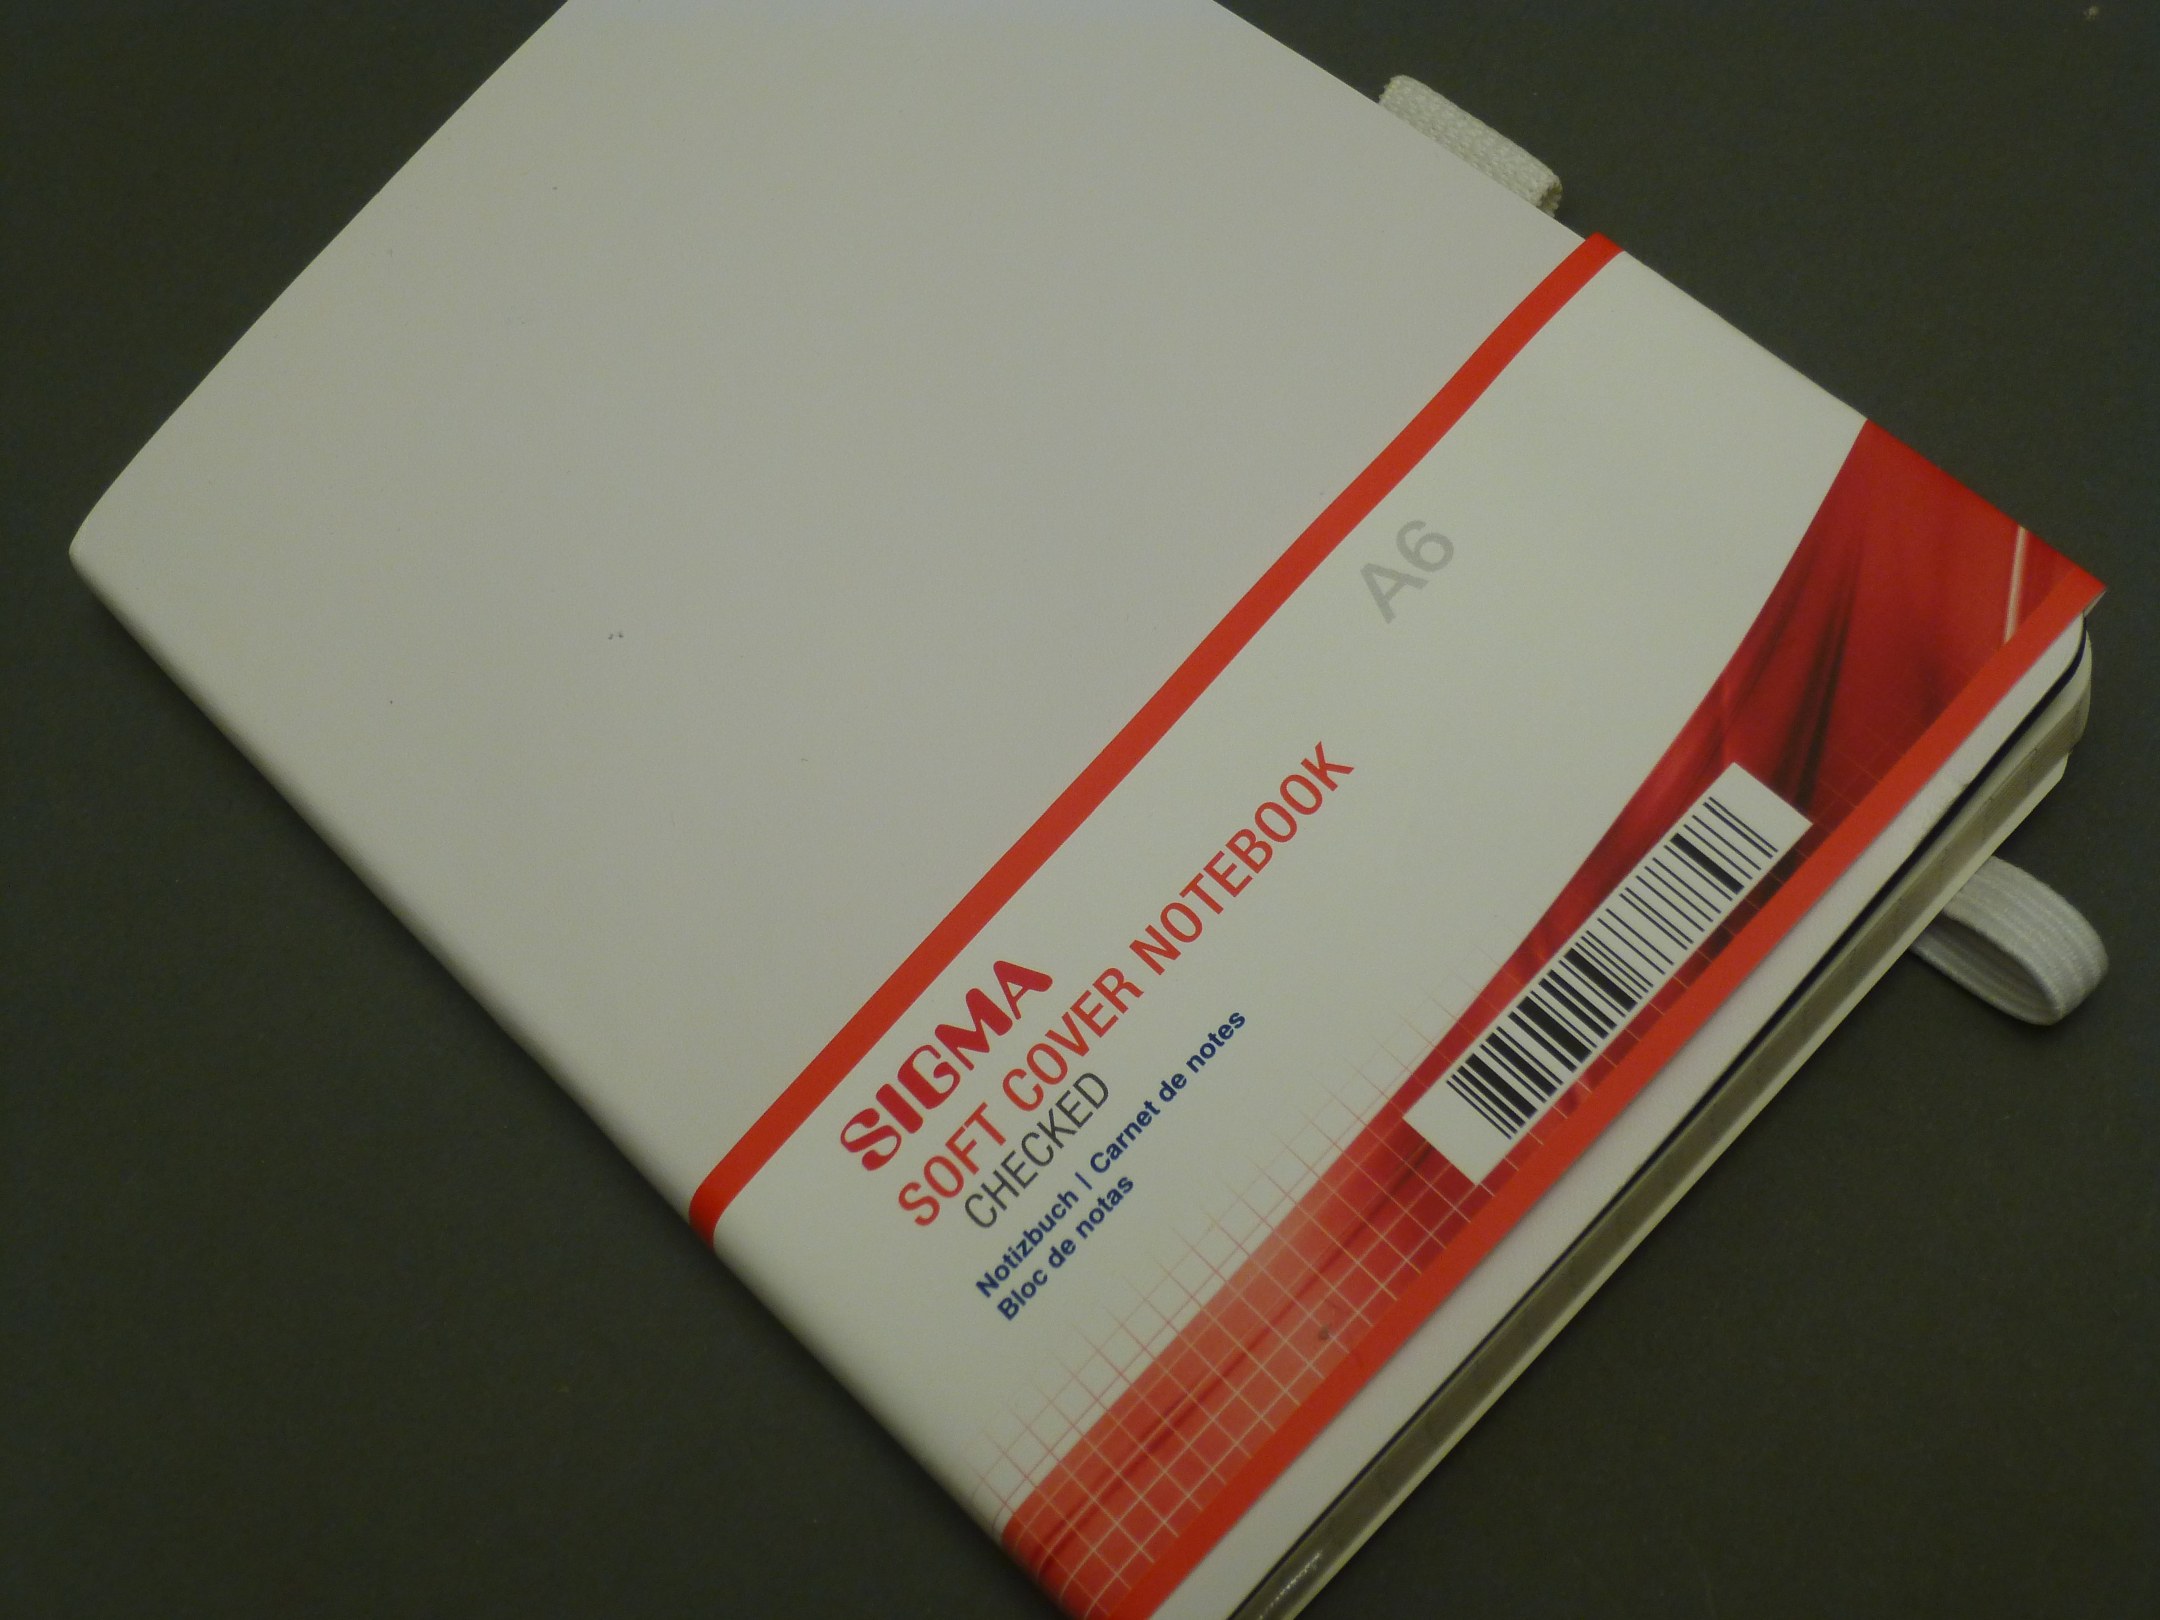 A6
SIGMA
SOFT COVER NOTEBOOK
CHECKED
Notizbuch | Carnet de notes
Bloc de notas